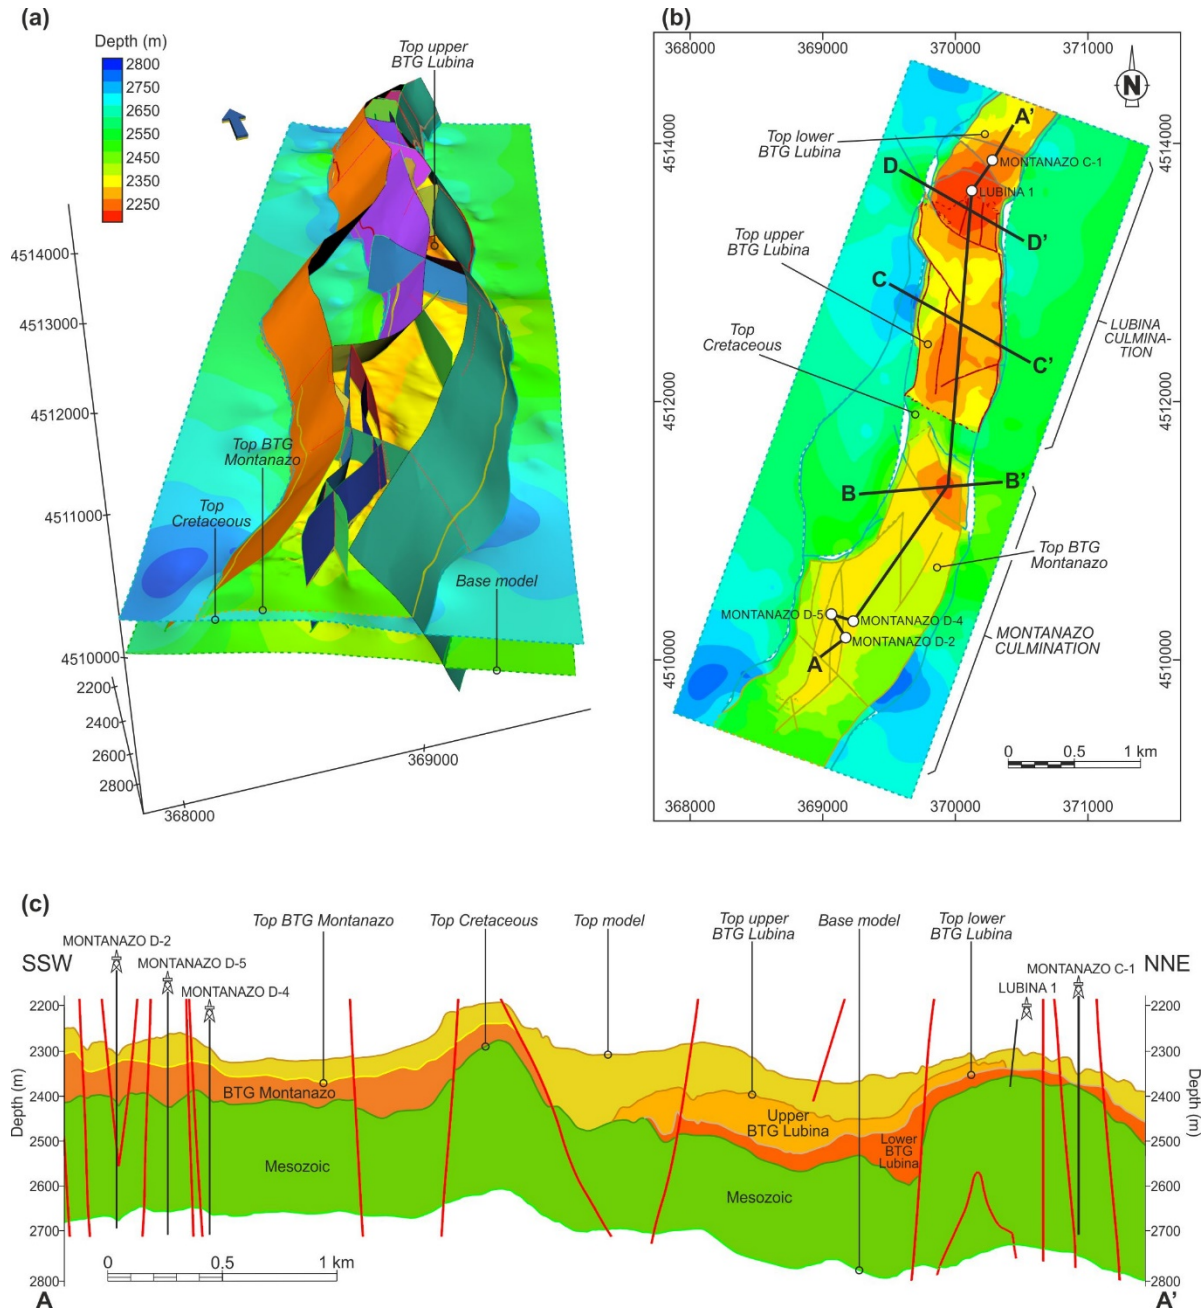 (a)
Depth (m)
2800
2750
2650
2550
2450
2350
2250
Top upper
BTG Lubina
4514000
4513000
4512000
4511000
4510000
2200
2400
2600
2800
368000
369000
Top BTG
Montanazo
Top
Cretaceous
Base model
(b)
368000
369000
370000
371000
N
4514000
4512000
4510000
4514000
4512000
4510000
Top lower
BTG Lubina
A'
MONTANAZO C-1
LUBINA 1
D
D'
Top upper
BTG Lubina
C
C'
Top
Cretaceous
LUBINA
CULMINA-
TION
B
B'
Top BTG
Montanazo
MONTANAZO D-5
MONTANAZO D-4
MONTANAZO D-2
A
MONTANAZO
CULMINATION
0
0.5
1 km
368000
369000
370000
371000
(c)
Top BTG Montanazo
Top Cretaceous
Top model
Top upper
BTG Lubina
Base model
Top lower
BTG Lubina
MONTANAZO D-2
SSW
MONTANAZO D-5
MONTANAZO D-4
MONTANAZO C-1
NNE
LUBINA 1
2200
2300
2400
2500
2600
2700
2800
Depth (m)
BTG Montanazo
Mesozoic
Upper
BTG Lubina
Lower
BTG
Lubina
Mesozoic
2200
2300
2400
2500
2600
2700
2800
Depth (m)
0
0.5
1 km
A
A'